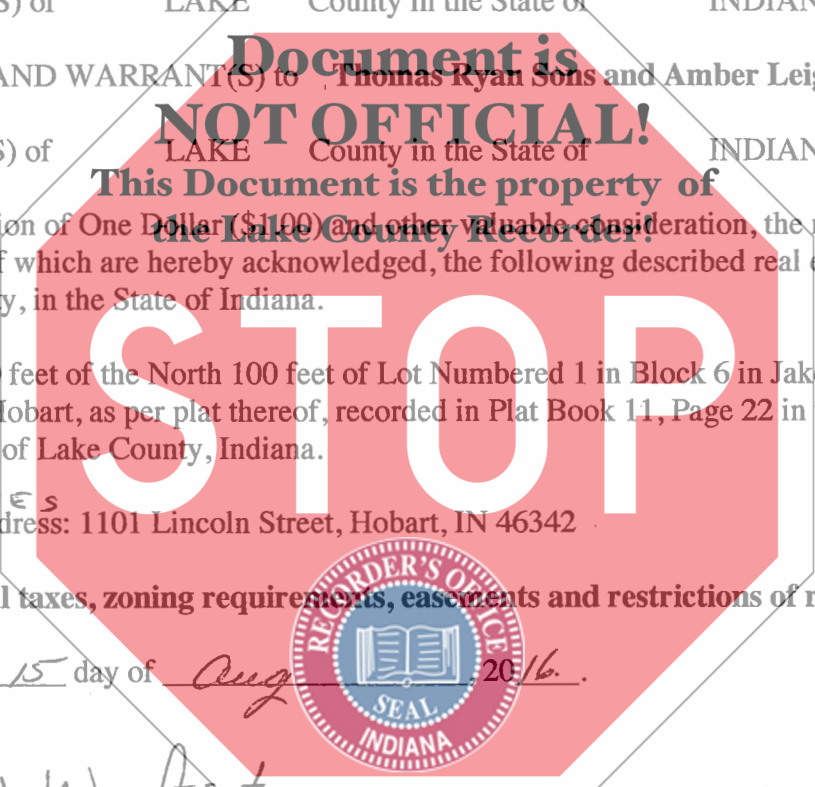 S) of LAKE County in the State of INDIAN
Document is
AND WARRANT(S) to Thomas Ryan Sons and Amber Leig
NOT OFFICIAL!
S) of LAKE County in the State of INDIAN
This Document is the property of
ion of One Dollar ($1.00) and other valuable consideration, the r
the Lake County Recorder!
f which are hereby acknowledged, the following described real e
y, in the State of Indiana.
STOP
feet of the North 100 feet of Lot Numbered 1 in Block 6 in Jak
Hobart, as per plat thereof, recorded in Plat Book 11, Page 22 in
of Lake County, Indiana.
ES
dress: 1101 Lincoln Street, Hobart, IN 46342
l taxes, zoning requirements, easements and restrictions of r
15 day of Aug, 2016.
RECORDER'S OFFICE
SEAL
INDIANA